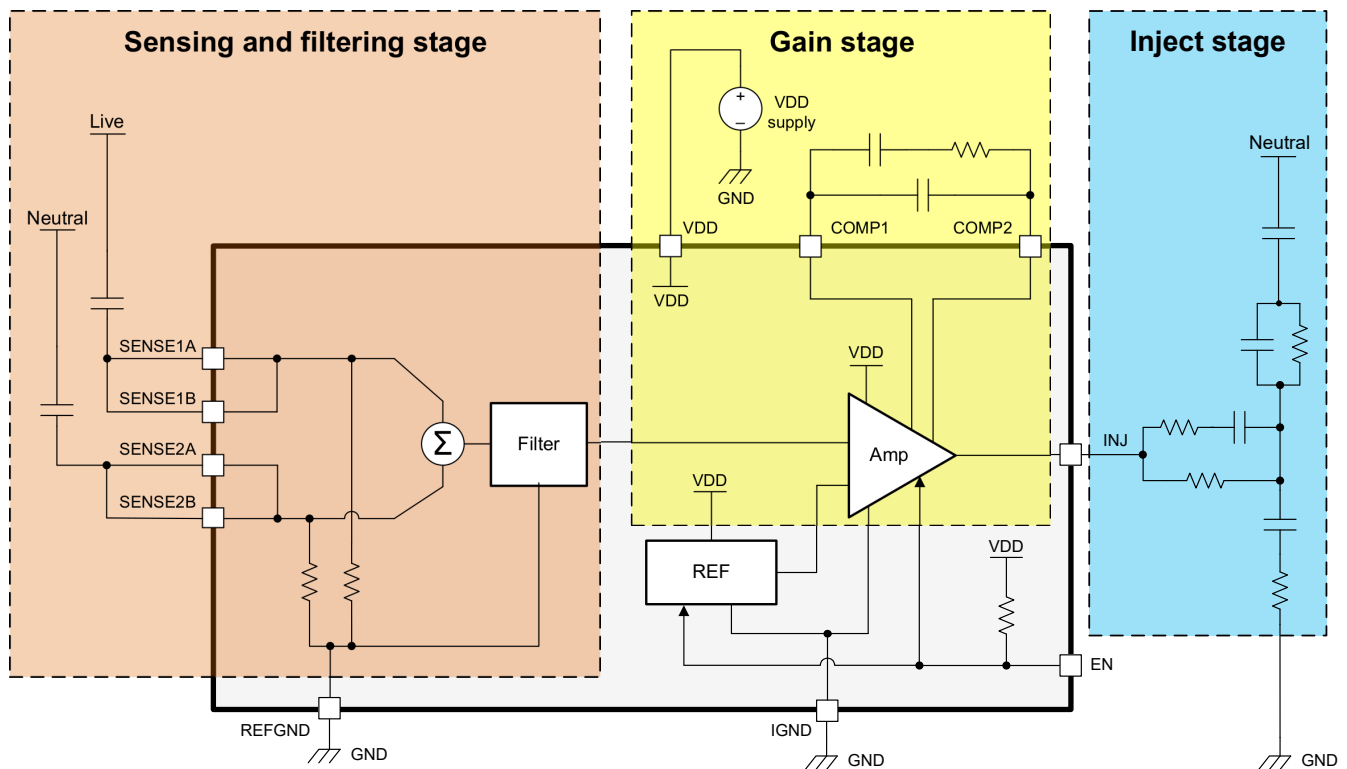 Sensing and filtering stage
Gain stage
Inject stage
Live
Neutral
VDD
supply
+
−
GND
Neutral
VDD
COMP1
COMP2
VDD
SENSE1A
SENSE1B
SENSE2A
SENSE2B
Σ
Filter
VDD
Amp
INJ
VDD
REF
VDD
EN
REFGND
GND
IGND
GND
GND